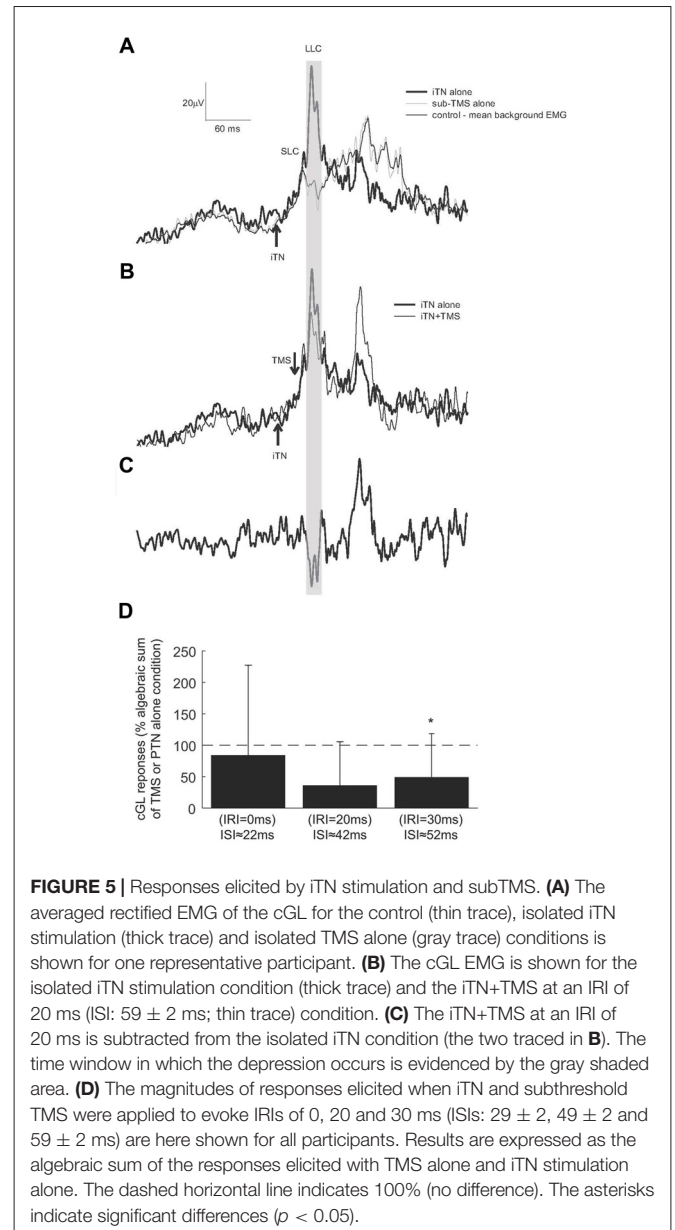 A
LLC
iTN alone
sub-TMS alone
control - mean background EMG
20µV
60 ms
SLC
iTN
B
iTN alone
iTN+TMS
TMS
iTN
C
D
cGL reponses (% algebraic sum
of TMS or PTN alone condition)
250
200
150
100
50
0
*
(IRI=0ms) (IRI=20ms) (IRI=30ms)
ISI≈22ms ISI≈42ms ISI≈52ms
FIGURE 5 | Responses elicited by iTN stimulation and subTMS. (A) The
averaged rectified EMG of the cGL for the control (thin trace), isolated iTN
stimulation (thick trace) and isolated TMS alone (gray trace) conditions is
shown for one representative participant. (B) The cGL EMG is shown for the
isolated iTN stimulation condition (thick trace) and the iTN+TMS at an IRI of
20 ms (ISI: 59 ± 2 ms; thin trace) condition. (C) The iTN+TMS at an IRI of
20 ms is subtracted from the isolated iTN condition (the two traced in B). The
time window in which the depression occurs is evidenced by the gray shaded
area. (D) The magnitudes of responses elicited when iTN and subthreshold
TMS were applied to evoke IRIs of 0, 20 and 30 ms (ISIs: 29 ± 2, 49 ± 2 and
59 ± 2 ms) are here shown for all participants. Results are expressed as the
algebraic sum of the responses elicited with TMS alone and iTN stimulation
alone. The dashed horizontal line indicates 100% (no difference). The asterisks
indicate significant differences (p < 0.05).